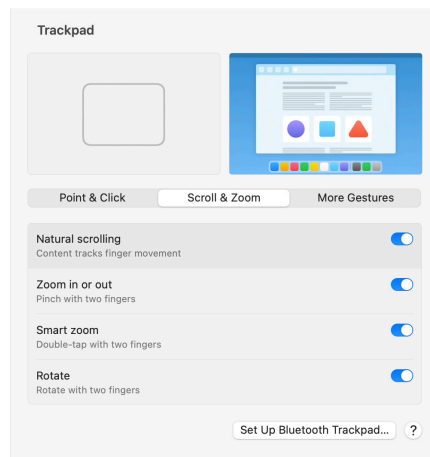 Trackpad
Point & Click
Scroll & Zoom
More Gestures
Natural scrolling
Content tracks finger movement
Zoom in or out
Pinch with two fingers
Smart zoom
Double-tap with two fingers
Rotate
Rotate with two fingers
Set Up Bluetooth Trackpad...
?